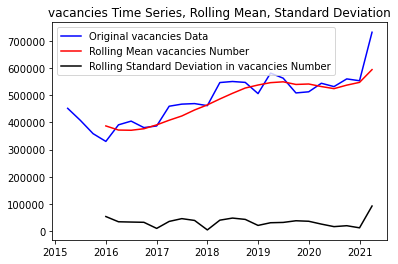 vacancies Time Series, Rolling Mean, Standard Deviation
Original vacancies Data
Rolling Mean vacancies Number
Rolling Standard Deviation in vacancies Number
700000
600000
500000
400000
300000
200000
100000
0
2015 2016 2017 2018 2019 2020 2021